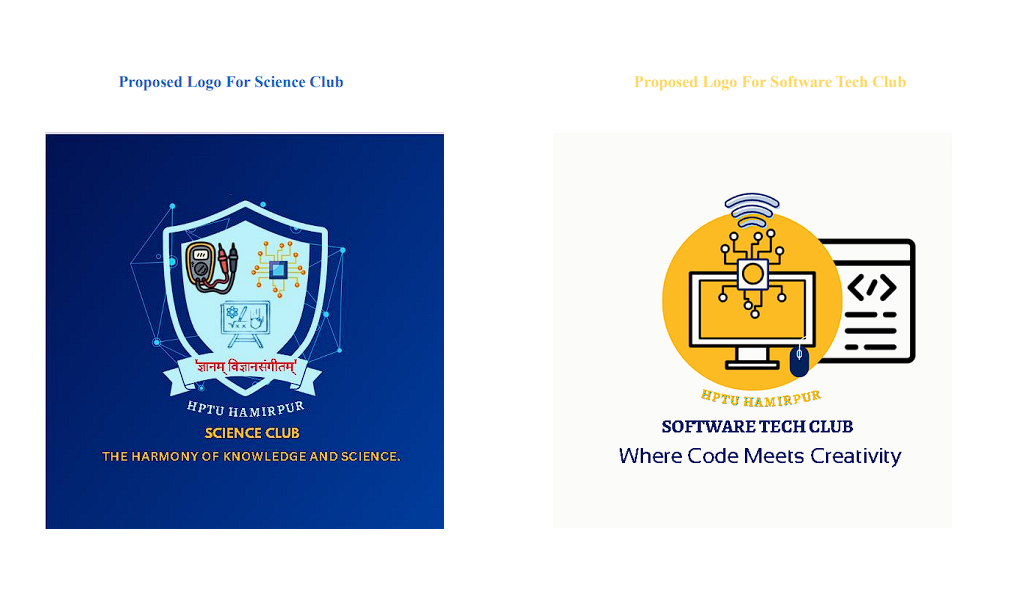 Proposed Logo For Science Club
'ज्ञानम् विज्ञानसंगीतम्'
HPTU HAMIRPUR
SCIENCE CLUB
THE HARMONY OF KNOWLEDGE AND SCIENCE.
Proposed Logo For Software Tech Club
</>
HPTU HAMIRPUR
SOFTWARE TECH CLUB
Where Code Meets Creativity